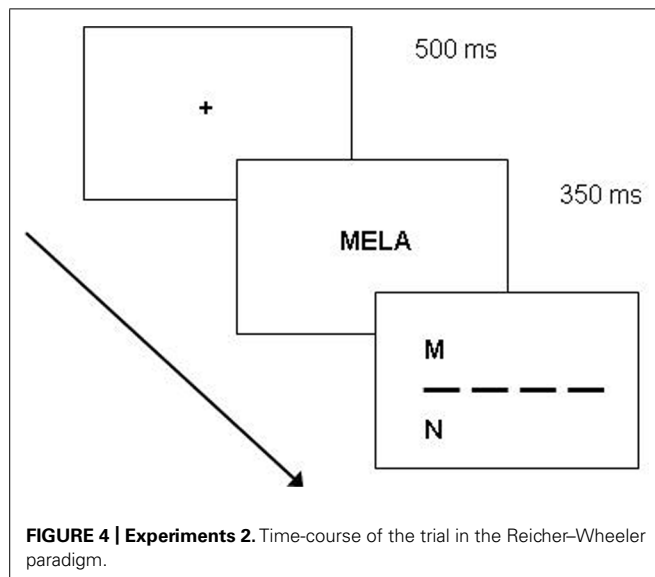 +
500 ms
MELA
350 ms
M
N
FIGURE 4 | Experiments 2. Time-course of the trial in the Reicher–Wheeler
paradigm.